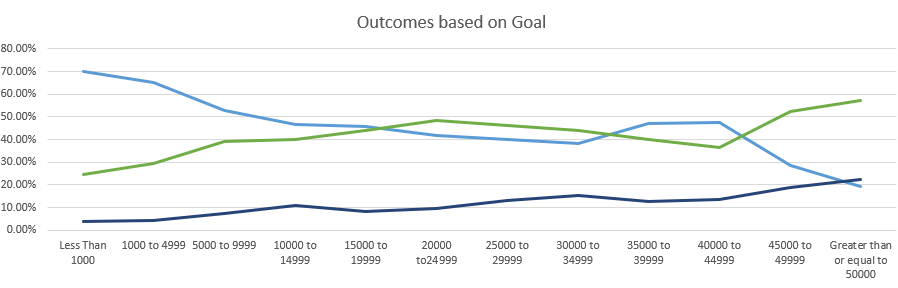 Outcomes based on Goal
80.00%
70.00%
60.00%
50.00%
40.00%
30.00%
20.00%
10.00%
0.00%
Less Than
1000
1000 to 4999
5000 to 9999
10000 to
14999
15000 to
19999
20000
to24999
25000 to
29999
30000 to
34999
35000 to
39999
40000 to
44999
45000 to
49999
Greater than
or equal to
50000